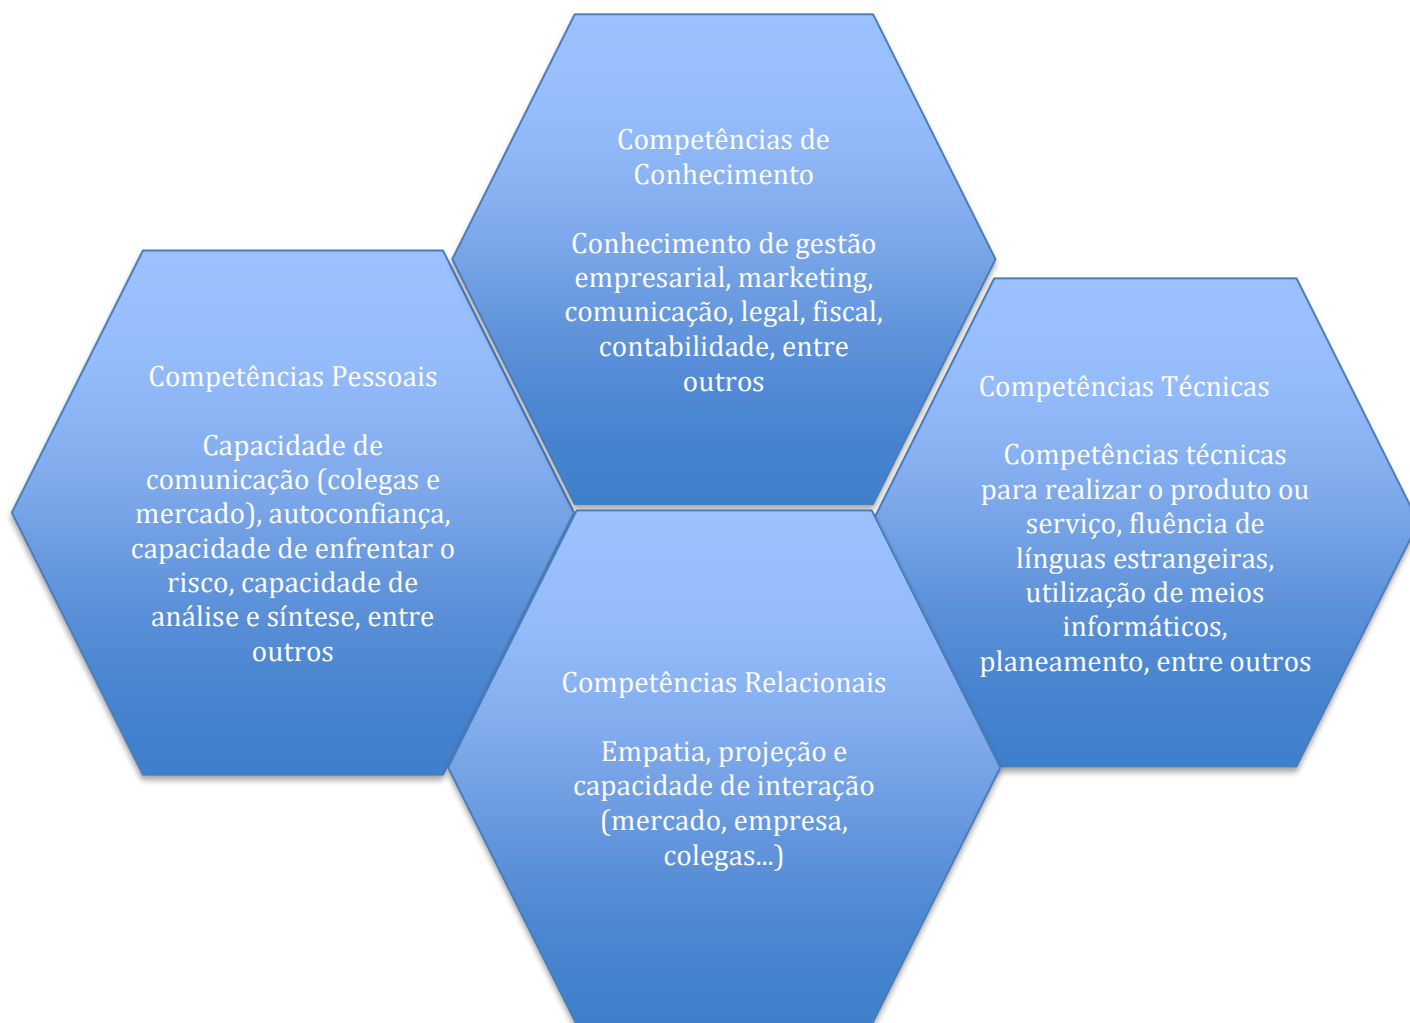 Competências de
Conhecimento
Conhecimento de gestão
empresarial, marketing,
comunicação, legal, fiscal,
contabilidade, entre
outros
Competências Pessoais
Capacidade de
comunicação (colegas e
mercado), autoconfiança,
capacidade de enfrentar o
risco, capacidade de
análise e síntese, entre
outros
Competências Técnicas
Competências técnicas
para realizar o produto ou
serviço, fluência de
línguas estrangeiras,
utilização de meios
informáticos,
planeamento, entre outros
Competências Relacionais
Empatia, projeção e
capacidade de interação
(mercado, empresa,
colegas...)